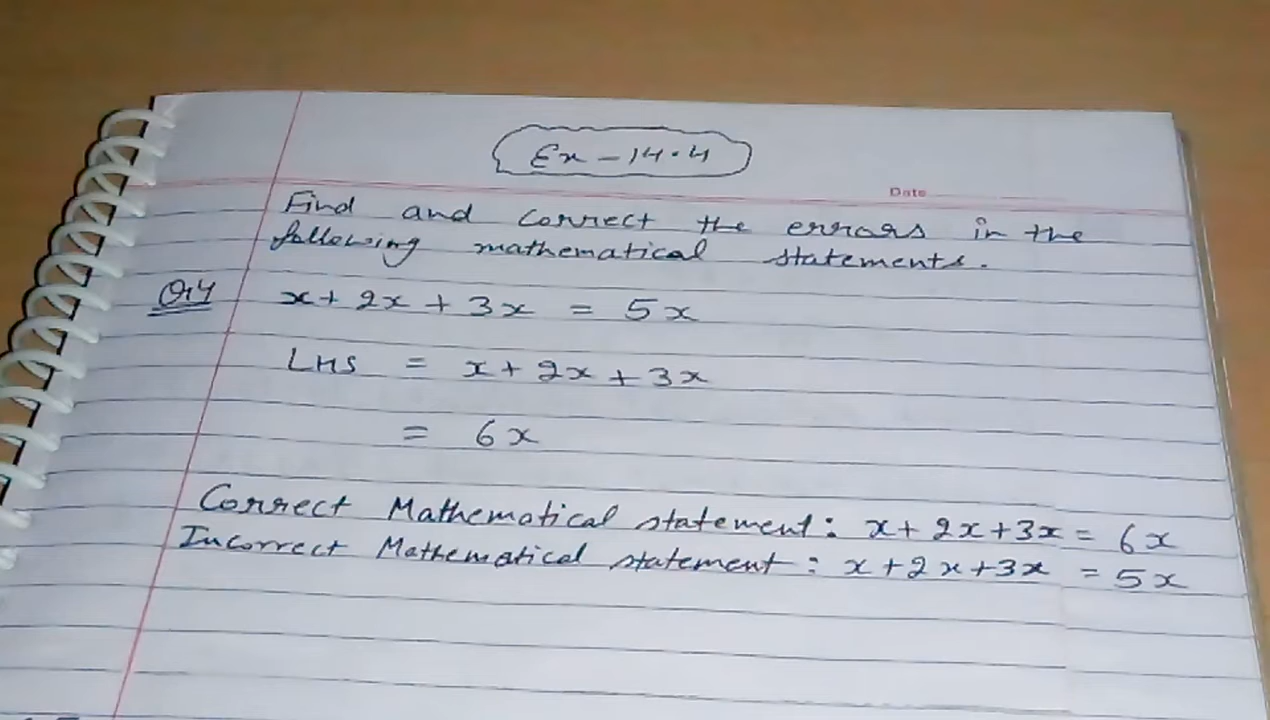 Ex - 14.4
Date
Find and correct the errors in the
following mathematical statements.
Q.4 x + 2x + 3x = 5x
LHS = x + 2x + 3x
= 6x
Correct Mathematical statement: x + 2x + 3x = 6x
Incorrect Mathematical statement: x + 2x + 3x = 5x